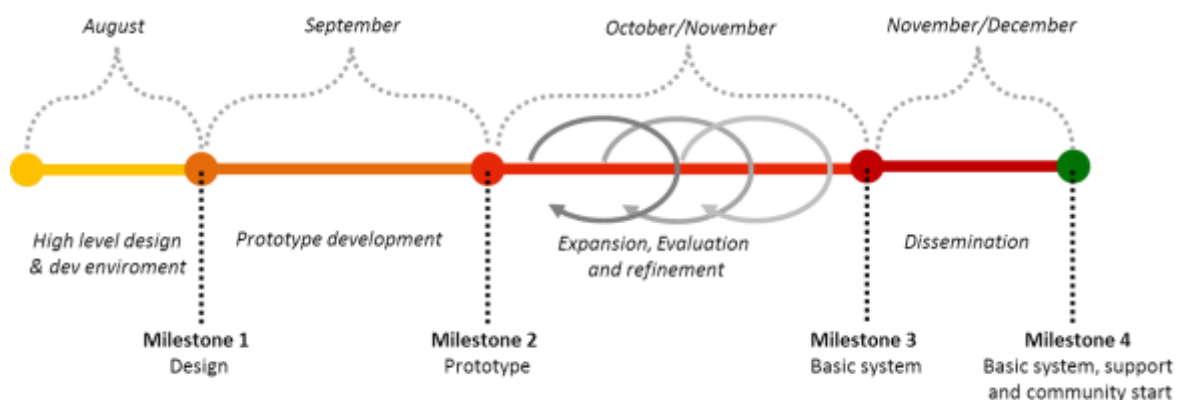 August
September
October/November
November/December
High level design
& dev enviroment
Prototype development
Expansion, Evaluation
and refinement
Dissemination
Milestone 1
Design
Milestone 2
Prototype
Milestone 3
Basic system
Milestone 4
Basic system, support
and community start